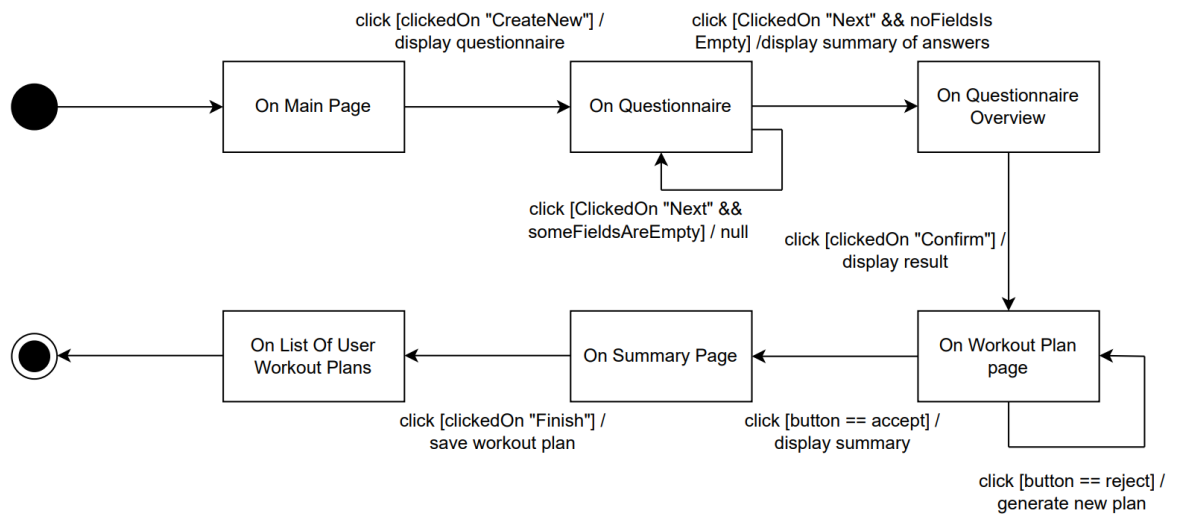 click [clickedOn "CreateNew"] /
display questionnaire
click [ClickedOn "Next" && noFieldsIs
Empty] /display summary of answers
On Main Page
On Questionnaire
On Questionnaire
Overview
click [ClickedOn "Next" &&
someFieldsAreEmpty] / null
click [clickedOn "Confirm"] /
display result
On List Of User
Workout Plans
On Summary Page
On Workout Plan
page
click [clickedOn "Finish"] /
save workout plan
click [button == accept] /
display summary
click [button == reject] /
generate new plan